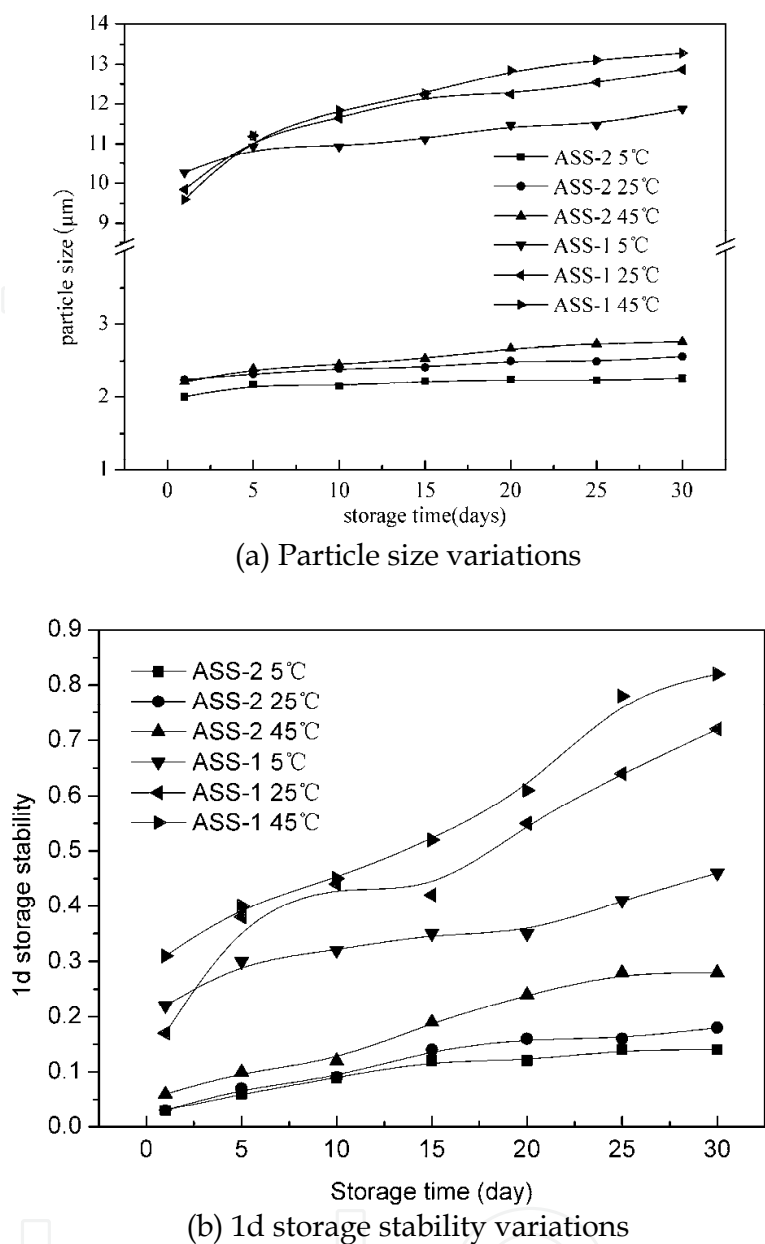 14
13
12
11
10
9
3
2
1
particle size (μm)
ASS-2 5℃
ASS-2 25℃
ASS-2 45℃
ASS-1 5℃
ASS-1 25℃
ASS-1 45℃
0 5 10 15 20 25 30
storage time(days)
(a) Particle size variations
0.9
0.8
0.7
0.6
0.5
0.4
0.3
0.2
0.1
0.0
1d storage stability
ASS-2 5℃
ASS-2 25℃
ASS-2 45℃
ASS-1 5℃
ASS-1 25℃
ASS-1 45℃
0 5 10 15 20 25 30
Storage time (day)
(b) 1d storage stability variations